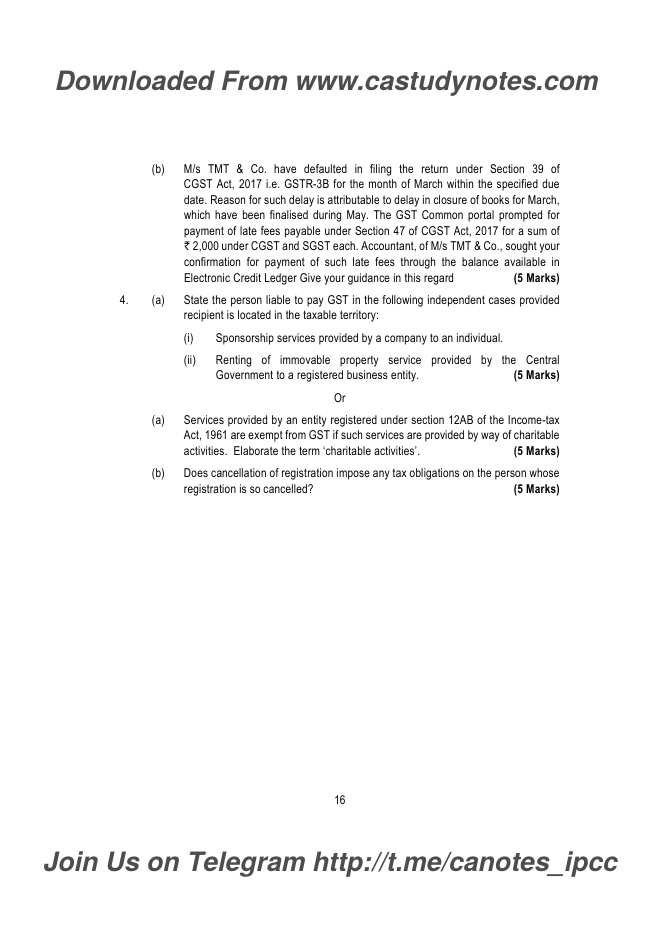 Downloaded From www.castudynotes.com
(b) M/s TMT & Co. have defaulted in filing the return under Section 39 of
CGST Act, 2017 i.e. GSTR-3B for the month of March within the specified due
date. Reason for such delay is attributable to delay in closure of books for March,
which have been finalised during May. The GST Common portal prompted for
payment of late fees payable under Section 47 of CGST Act, 2017 for a sum of
₹ 2,000 under CGST and SGST each. Accountant, of M/s TMT & Co., sought your
confirmation for payment of such late fees through the balance available in
Electronic Credit Ledger Give your guidance in this regard (5 Marks)
4. (a) State the person liable to pay GST in the following independent cases provided
recipient is located in the taxable territory:
(i) Sponsorship services provided by a company to an individual.
(ii) Renting of immovable property service provided by the Central
Government to a registered business entity. (5 Marks)
Or
(a) Services provided by an entity registered under section 12AB of the Income-tax
Act, 1961 are exempt from GST if such services are provided by way of charitable
activities. Elaborate the term ‘charitable activities’. (5 Marks)
(b) Does cancellation of registration impose any tax obligations on the person whose
registration is so cancelled? (5 Marks)
16
Join Us on Telegram http://t.me/canotes_ipcc